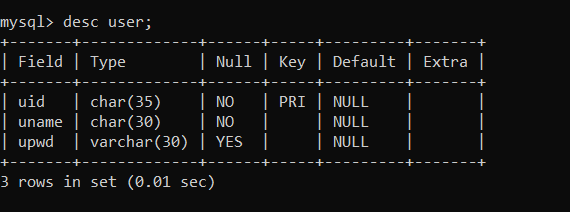 mysql> desc user;
+-------+-------------+------+-----+---------+-------+
| Field | Type        | Null | Key | Default | Extra |
+-------+-------------+------+-----+---------+-------+
| uid   | char(35)    | NO   | PRI | NULL    |       |
| uname | char(30)    | NO   |     | NULL    |       |
| upwd  | varchar(30) | YES  |     | NULL    |       |
+-------+-------------+------+-----+---------+-------+
3 rows in set (0.01 sec)